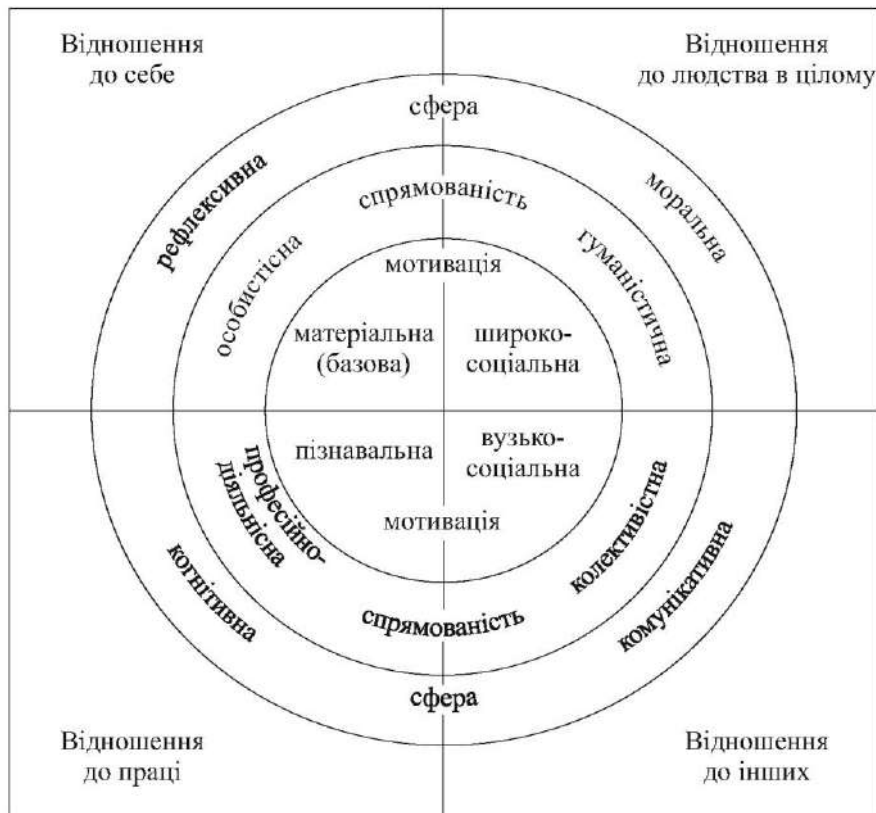 Відношення
до себе
Відношення
до людства в цілому
сфера
рефлексивна
моральна
спрямованість
особистісна
гуманістична
мотивація
матеріальна
(базова)
широко-
соціальна
пізнавальна
вузько-
соціальна
мотивація
професійно-
діяльнісна
колективістна
спрямованість
когнітивна
комунікативна
сфера
Відношення
до праці
Відношення
до інших